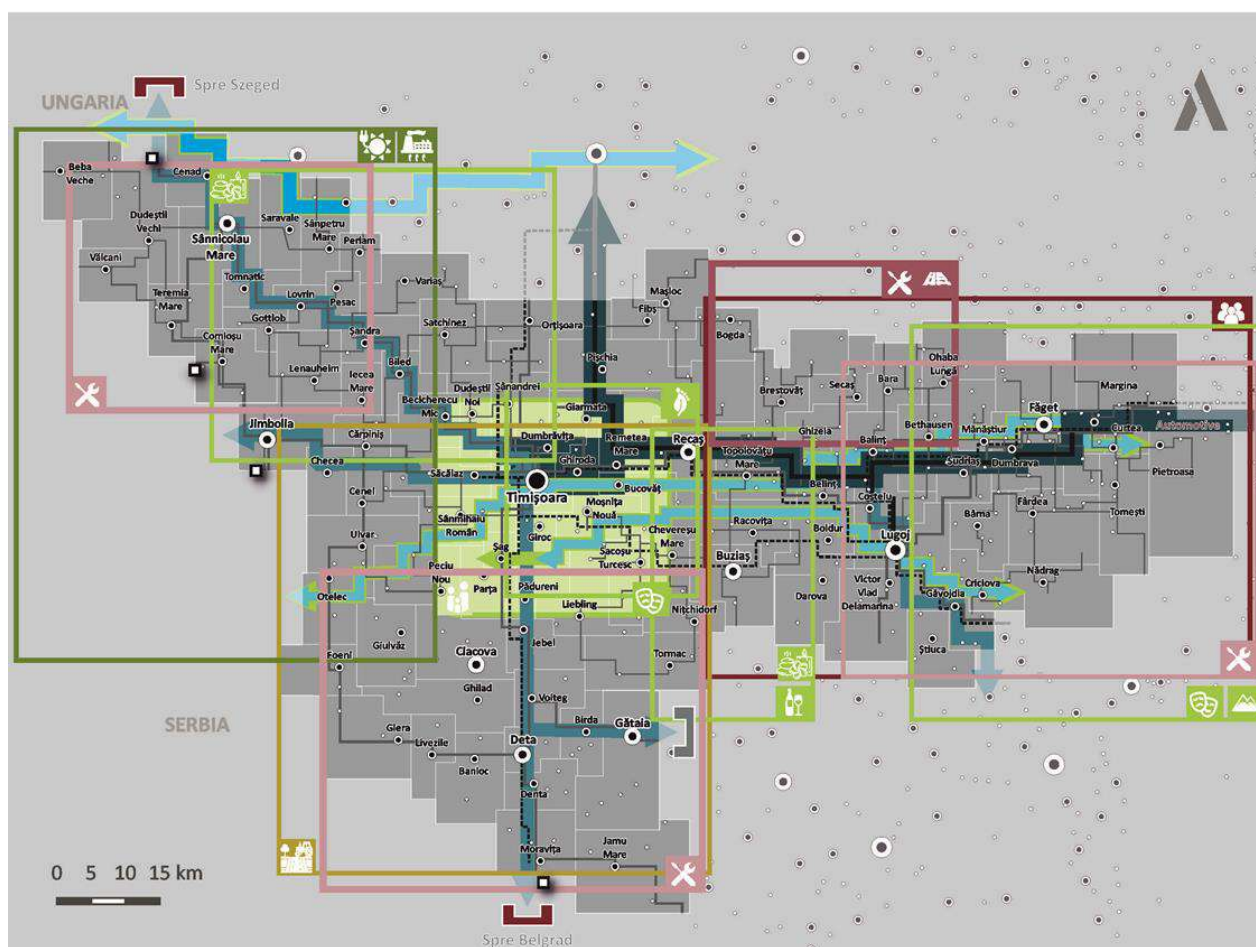 Spre Szeged
UNGARIA
Beba
Veche
Cenad
Dudeștii
Vechi
Saravale
Sânpetru
Mare
Periam
Sânnicolau
Mare
Vălcani
Tomnatic
Teremia
Mare
Lovrin
Pesac
Gottlob
Variaș
Satchinez
Orțișoara
Mașloc
Fibiș
Bogda
Comloșu
Mare
Șandra
Lenauheim
Iecea
Mare
Biled
Pișchia
Brestovăț
Secaș
Bara
Ohaba
Lungă
Margina
Becicherecu
Mic
Dudeștii
Noi
Sânandrei
Giarmata
Făget
Bethausen
Mănăștiur
Curtea
Automotive
Jimbolia
Cărpiniș
Dumbrăvița
Remetea
Mare
Recaș
Ghizela
Balinț
Topolovățu
Mare
Sudriaș
Dumbrava
Pietroasa
Checea
Săcălaz
Ghiroda
Timișoara
Bucovăț
Belinț
Coștelu
Fârdea
Tomești
Cenei
Sânmihaiu
Român
Moșnița
Nouă
Giroc
Chevereșu
Mare
Racovița
Boldur
Bârna
Lugoj
Uivar
Șag
Sacoșu
Turcesc
Buziaș
Nădrag
Peciu
Nou
Parța
Pădureni
Liebling
Nițchidorf
Darova
Victor
Vlad
Delamarina
Criciova
Găvojdia
Otelec
Giulvăz
Jebel
Tormac
Știuca
Foeni
Ciacova
Ghilad
Voiteg
Birda
Gătaia
SERBIA
Giera
Livezile
Banloc
Deta
Denta
Moravița
Jamu
Mare
0 5 10 15 km
Spre Belgrad